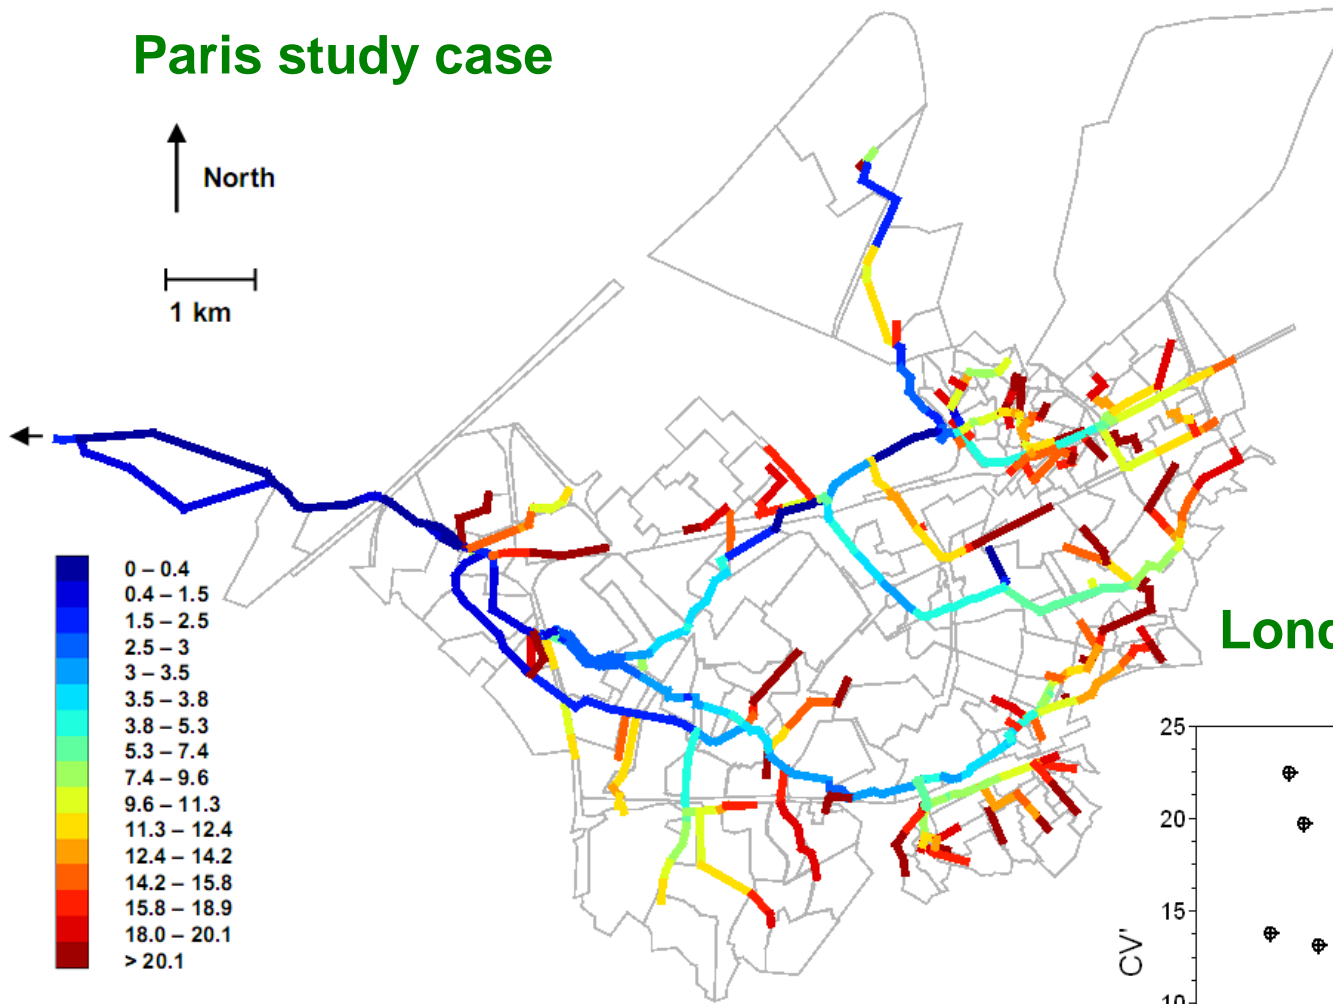 Paris study case
North
1 km
0 – 0.4
0.4 – 1.5
1.5 – 2.5
2.5 – 3
3 – 3.5
3.5 – 3.8
3.8 – 5.3
5.3 – 7.4
7.4 – 9.6
9.6 – 11.3
11.3 – 12.4
12.4 – 14.2
14.2 – 15.8
15.8 – 18.9
18.0 – 20.1
> 20.1
Lond
25
20
15
10
CV'